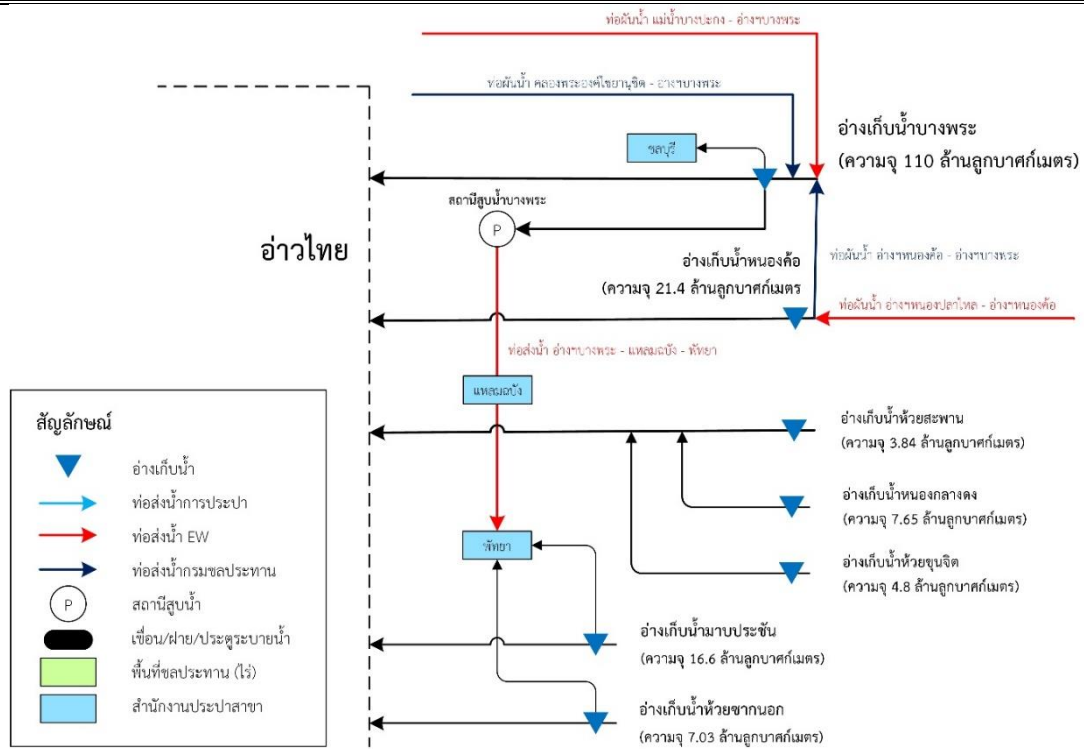 ท่อผันน้ำ แม่น้ำบางปะกง - อ่างฯบางพระ
ท่อผันน้ำ คลองพระองค์ไชยานุชิต - อ่างฯบางพระ
อ่างเก็บน้ำบางพระ
(ความจุ 110 ล้านลูกบาศก์เมตร)
ชลบุรี
สถานีสูบน้ำบางพระ
P
อ่าวไทย
อ่างเก็บน้ำหนองค้อ
(ความจุ 21.4 ล้านลูกบาศก์เมตร
ท่อผันน้ำ อ่างฯหนองค้อ - อ่างฯบางพระ
ท่อผันน้ำ อ่างฯหนองปลาไหล - อ่างฯหนองค้อ
ท่อส่งน้ำ อ่างฯบางพระ - แหลมฉบัง - พัทยา
แหลมฉบัง
อ่างเก็บน้ำห้วยสะพาน
(ความจุ 3.84 ล้านลูกบาศก์เมตร)
อ่างเก็บน้ำหนองกลางดง
(ความจุ 7.65 ล้านลูกบาศก์เมตร)
พัทยา
อ่างเก็บน้ำห้วยขุนจิต
(ความจุ 4.8 ล้านลูกบาศก์เมตร)
อ่างเก็บน้ำมาบประชัน
(ความจุ 16.6 ล้านลูกบาศก์เมตร)
อ่างเก็บน้ำห้วยซากนอก
(ความจุ 7.03 ล้านลูกบาศก์เมตร)
สัญลักษณ์
อ่างเก็บน้ำ
ท่อส่งน้ำการประปา
ท่อส่งน้ำ EW
ท่อส่งน้ำกรมชลประทาน
P
สถานีสูบน้ำ
เขื่อน/ฝาย/ประตูระบายน้ำ
พื้นที่ชลประทาน (ไร่)
สำนักงานประปาสาขา